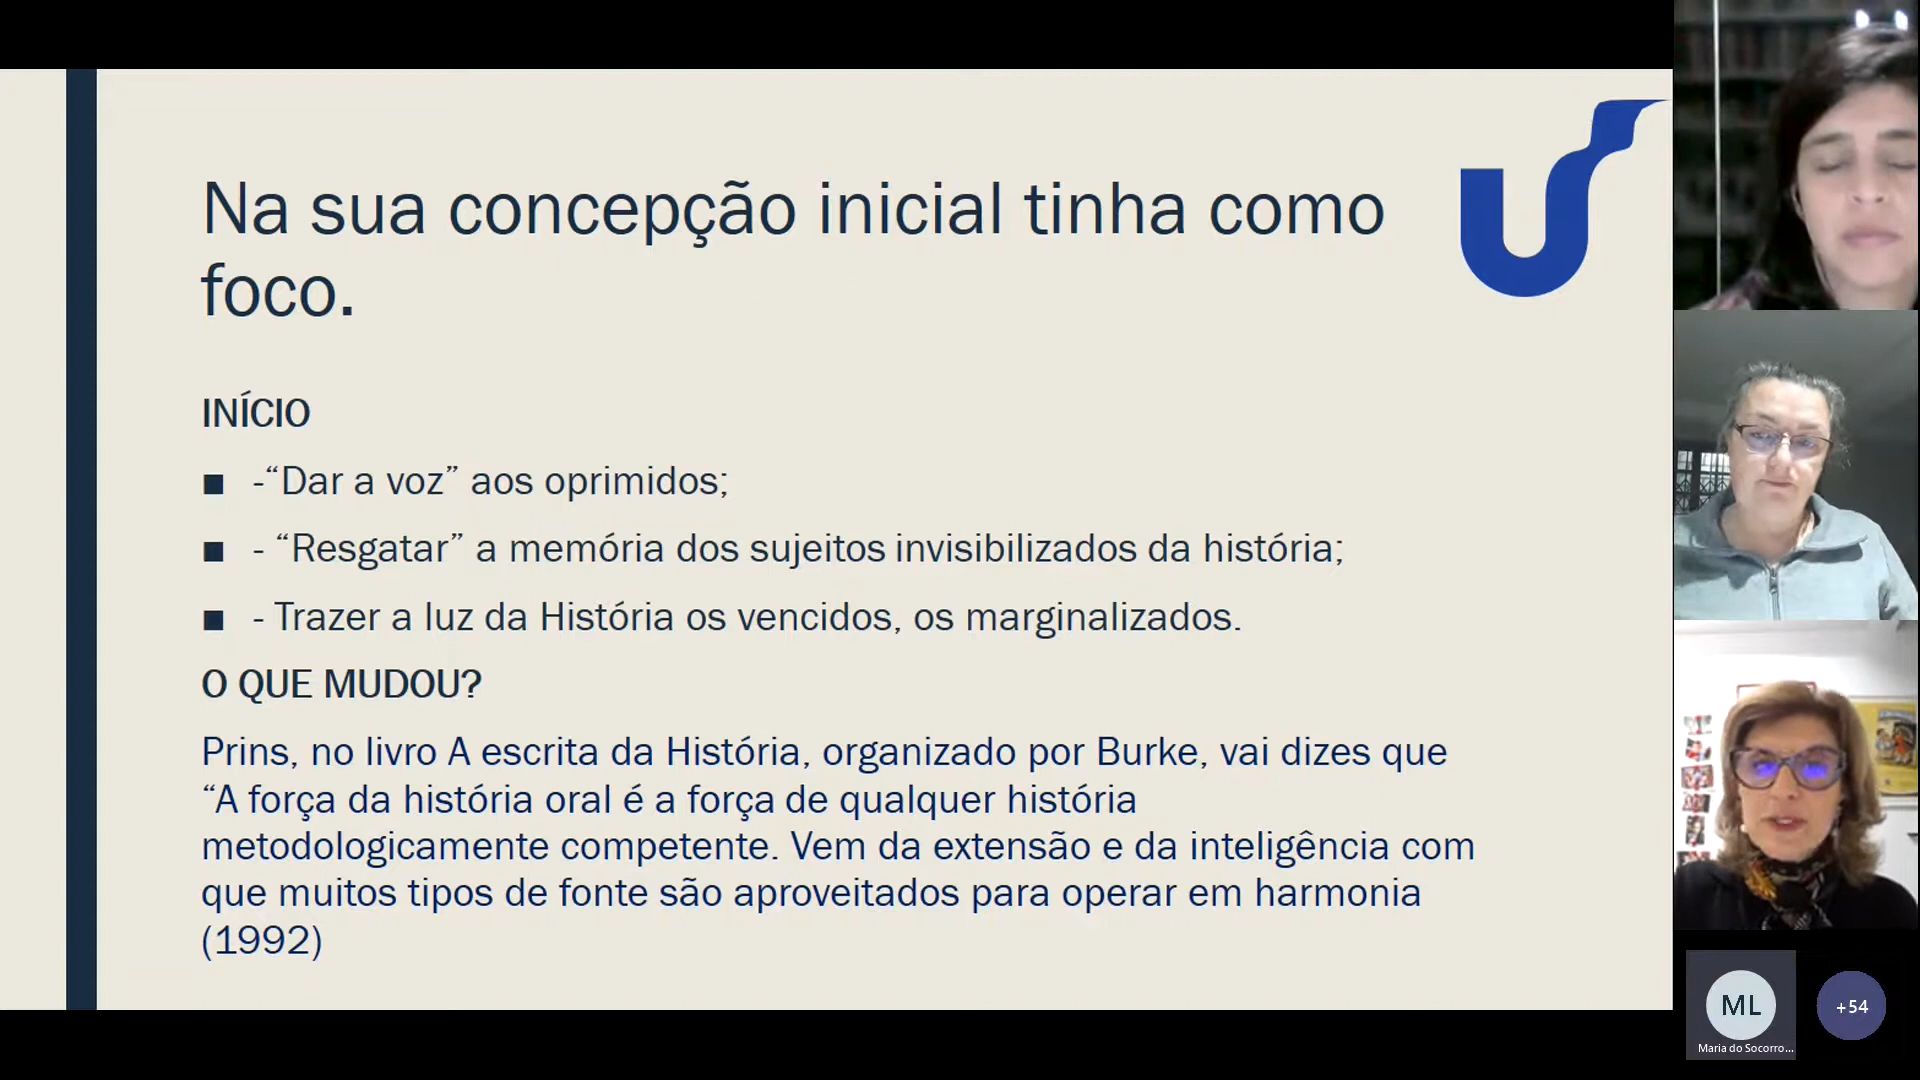 Na sua concepção inicial tinha como
foco.
INÍCIO
■ -“Dar a voz” aos oprimidos;
■ - “Resgatar” a memória dos sujeitos invisibilizados da história;
■ - Trazer a luz da História os vencidos, os marginalizados.
O QUE MUDOU?
Prins, no livro A escrita da História, organizado por Burke, vai dizes que
“A força da história oral é a força de qualquer história
metodologicamente competente. Vem da extensão e da inteligência com
que muitos tipos de fonte são aproveitados para operar em harmonia
(1992)
ML
Maria do Socorro...
+54